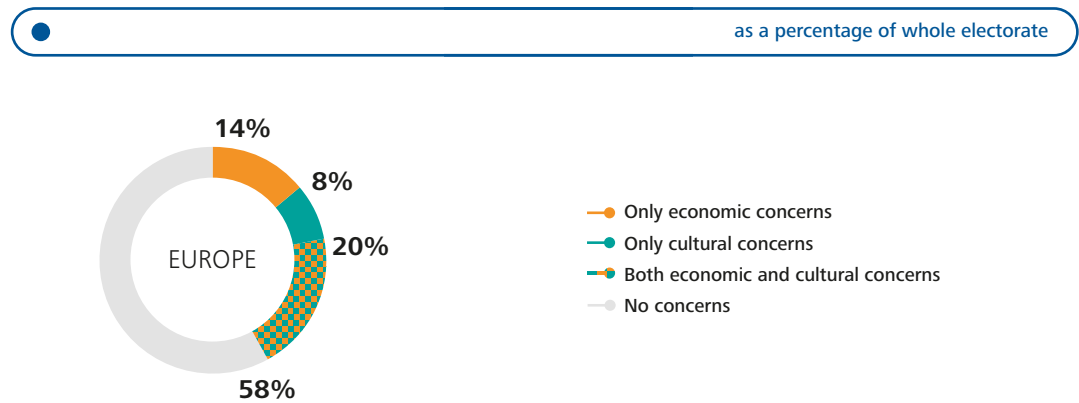 as a percentage of whole electorate
14%
8%
20%
58%
EUROPE
Only economic concerns
Only cultural concerns
Both economic and cultural concerns
No concerns